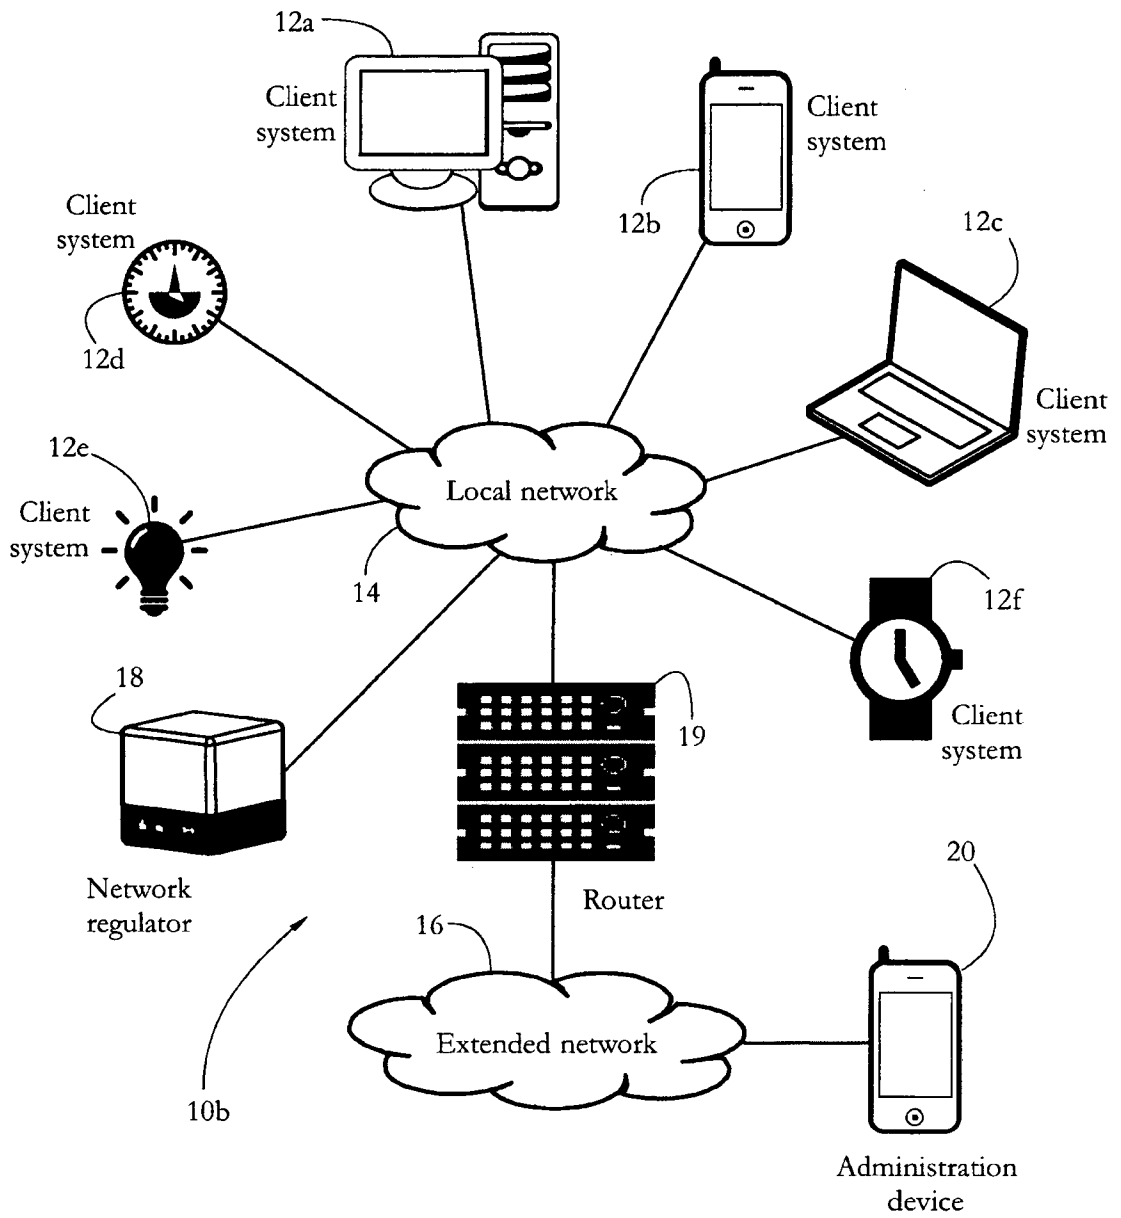 12a
Client
system
Client
system
12b
12c
Client
system
12d
Client
system
12e
Client
system
Local network
14
12f
Client
system
18
19
Network
regulator
Router
20
16
Extended network
10b
Administration
device